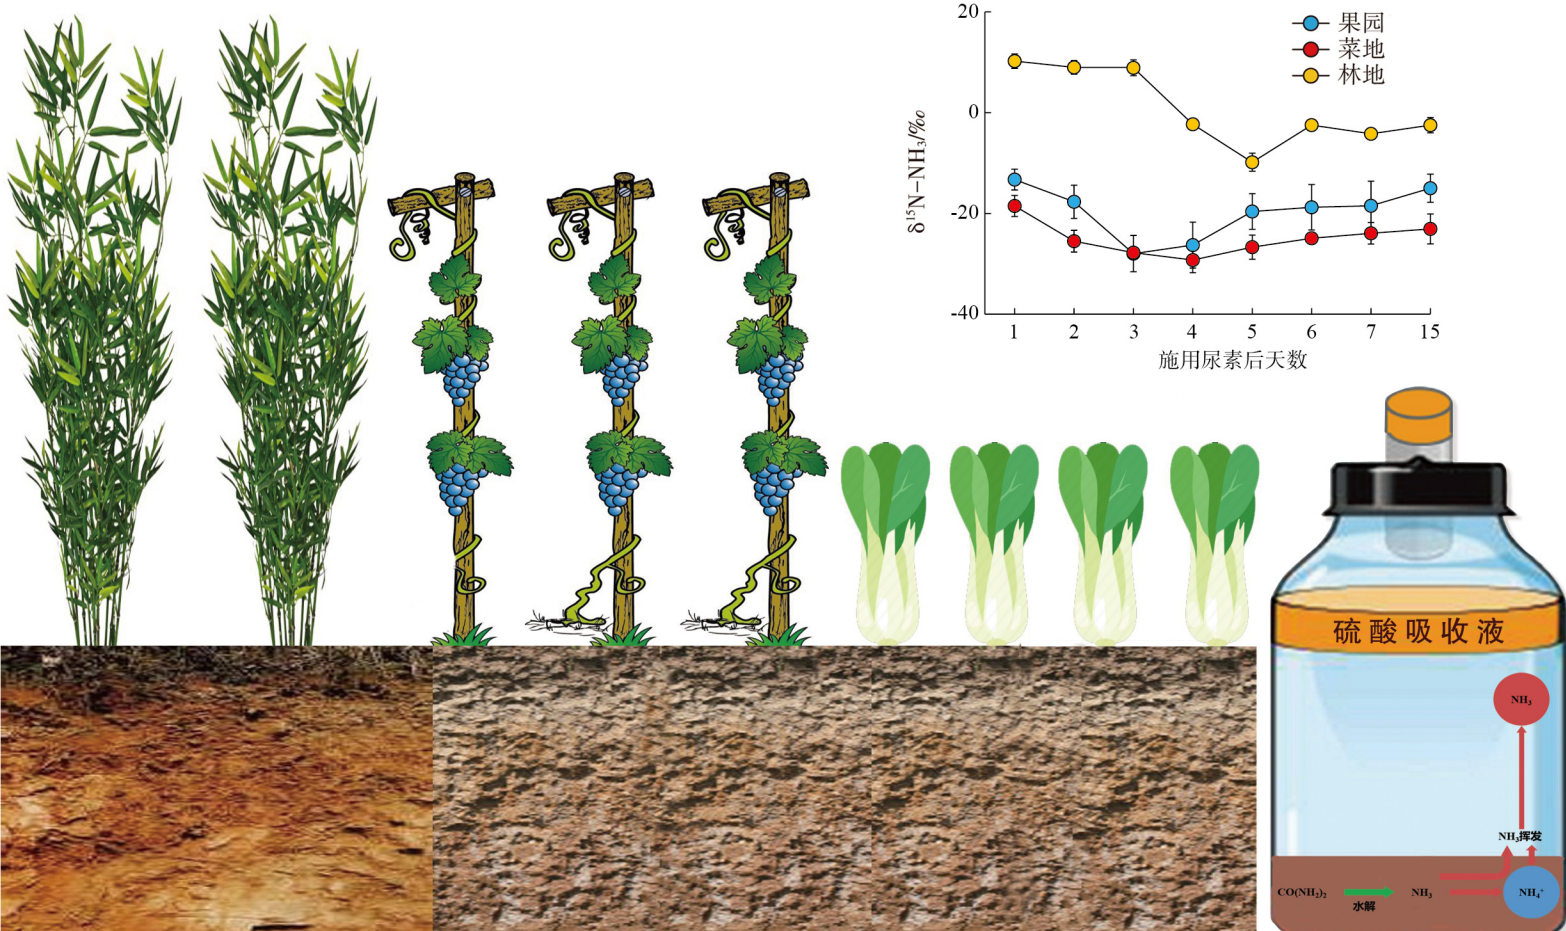 20
0
-20
-40
δ¹⁵N−NH₃/‰
果园
菜地
林地
1 2 3 4 5 6 7 15
施用尿素后天数
硫酸吸收液
NH₃
NH₃挥发
CO(NH₂)₂
水解
NH₃
NH₄⁺